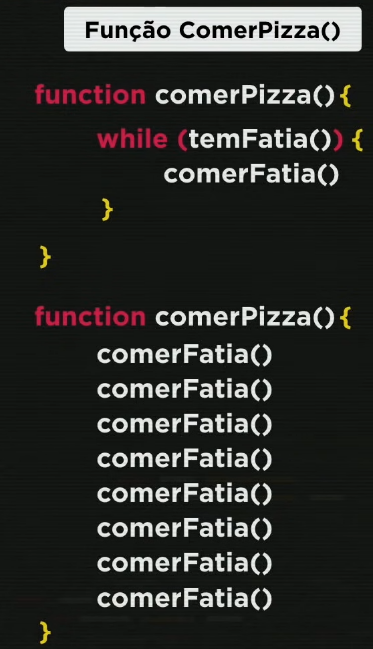 Função ComerPizza()
function comerPizza(){
while (temFatia()) {
comerFatia()
}
}
function comerPizza(){
comerFatia()
comerFatia()
comerFatia()
comerFatia()
comerFatia()
comerFatia()
comerFatia()
comerFatia()
}